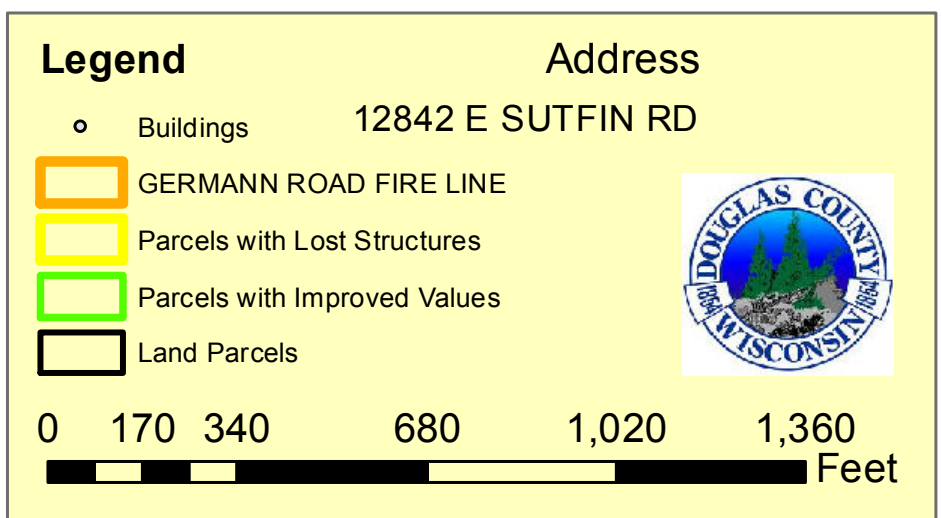 Legend
Address
12842 E SUTFIN RD
Buildings
GERMANN ROAD FIRE LINE
Parcels with Lost Structures
Parcels with Improved Values
Land Parcels
DOUGLAS COUNTY
1854 1854
WISCONSIN
0 170 340 680 1,020 1,360
Feet